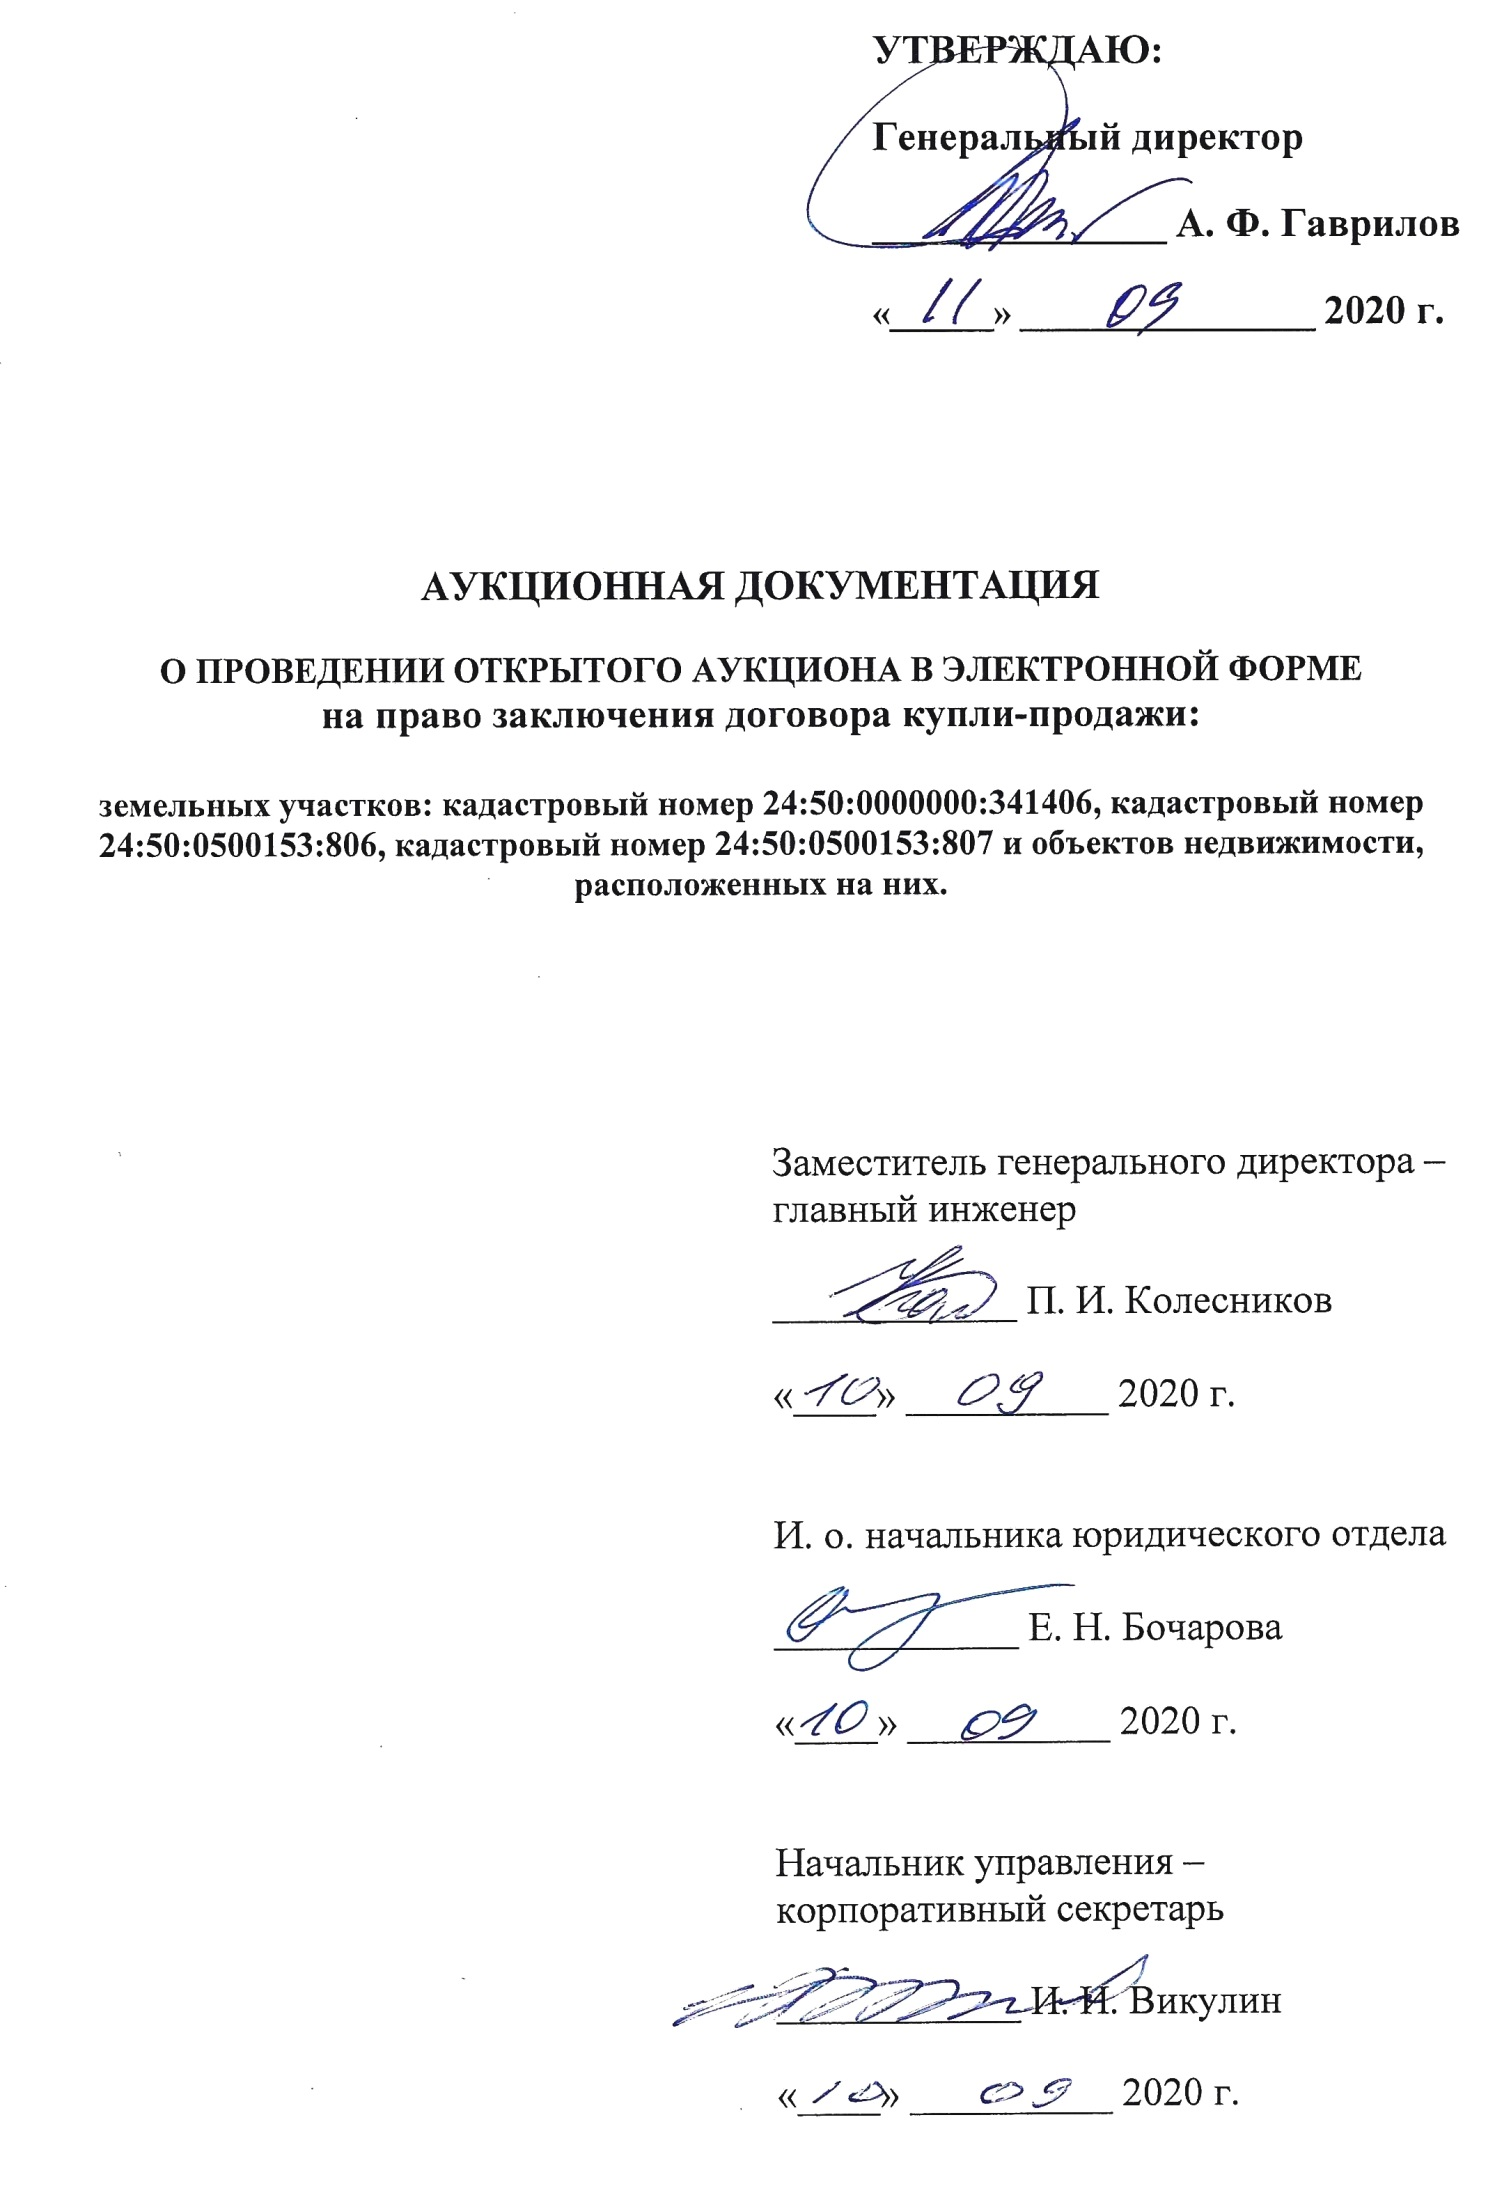 УТВЕРЖДАЮ:
Генеральный директор
А. Ф. Гаврилов
«11» 09 2020 г.
АУКЦИОННАЯ ДОКУМЕНТАЦИЯ
О ПРОВЕДЕНИИ ОТКРЫТОГО АУКЦИОНА В ЭЛЕКТРОННОЙ ФОРМЕ
на право заключения договора купли-продажи:
земельных участков: кадастровый номер 24:50:0000000:341406, кадастровый номер
24:50:0500153:806, кадастровый номер 24:50:0500153:807 и объектов недвижимости,
расположенных на них.
Заместитель генерального директора –
главный инженер
П. И. Колесников
«10» 09 2020 г.
И. о. начальника юридического отдела
Е. Н. Бочарова
«10» 09 2020 г.
Начальник управления –
корпоративный секретарь
И. И. Викулин
«10» 09 2020 г.